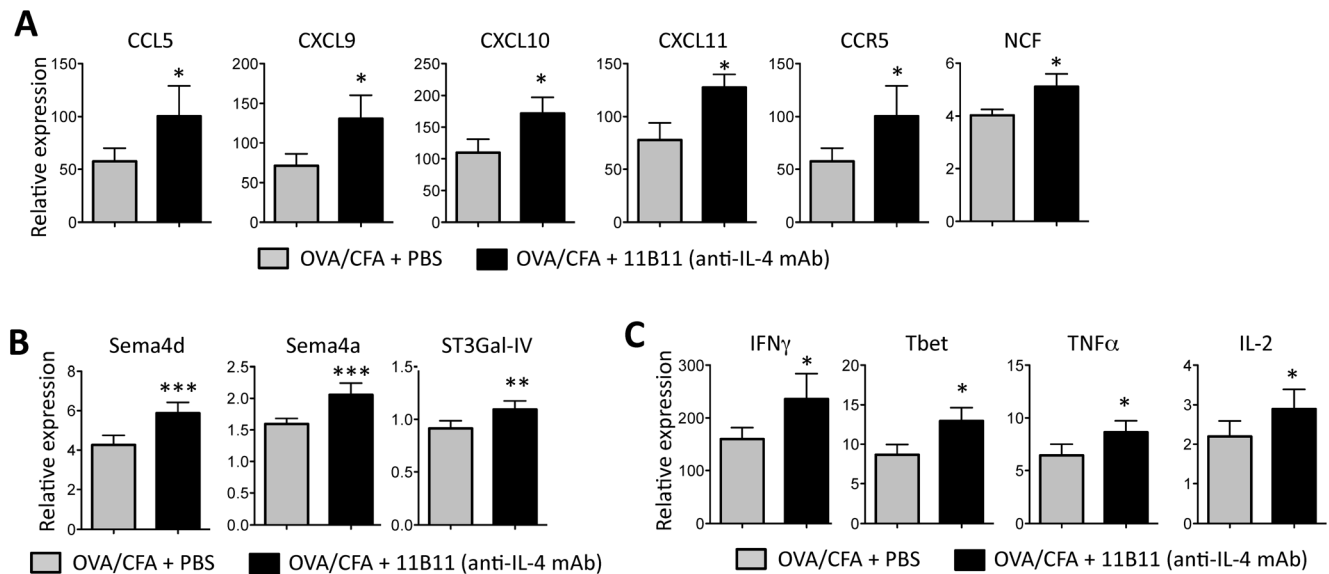 A
CCL5 CXCL9 CXCL10 CXCL11 CCR5 NCF
Relative expression
150 200 250 150 150 6
* * * * * *
200
150 150
100 100 100 4
150
100
100
50 50 50 2
50
50
0 0 0 0 0 0
OVA/CFA + PBS OVA/CFA + 11B11 (anti-IL-4 mAb)
B
Sema4d Sema4a ST3Gal-IV
Relative expression
8 2.5 1.5
*** *** **
6 2.0
1.0
1.5
4
1.0
0.5
2
0.5
0 0.0 0.0
OVA/CFA + PBS OVA/CFA + 11B11 (anti-IL-4 mAb)
C
IFNγ Tbet TNFα IL-2
Relative expression
300 20 15 4
* * * *
15
200 10 3
10
2
100 5
5 1
0 0 0 0
OVA/CFA + PBS OVA/CFA + 11B11 (anti-IL-4 mAb)